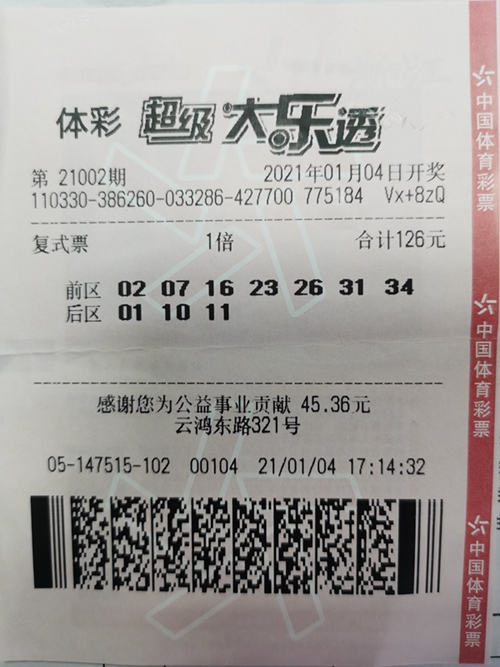 体彩 超级大乐透
第 21002期 2021年01月04日开奖
110330-386260-033286-427700 775184 Vx+8zQ
复式票 1倍 合计126元
前区 02 07 16 23 26 31 34
后区 01 10 11
感谢您为公益事业贡献 45.36元
云鸿东路321号
05-147515-102 00104 21/01/04 17:14:32
中国体育彩票
中国体育彩票
中国体育彩票